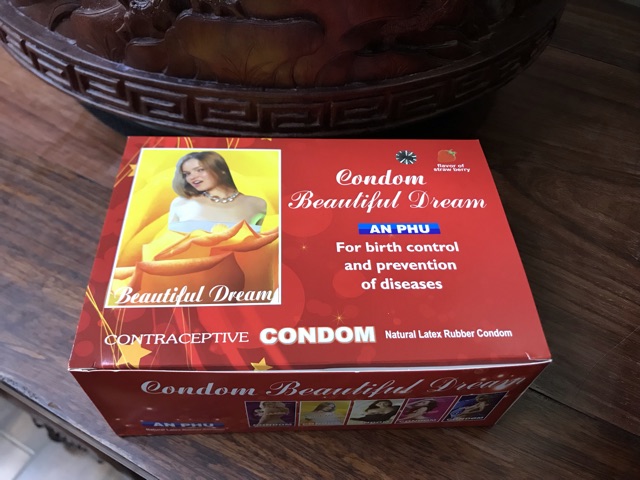 flavor of
straw berry
Condom
Beautiful Dream
AN PHU
For birth control
and prevention
of diseases
Beautiful Dream
CONTRACEPTIVE CONDOM Natural Latex Rubber Condom
Condom Beautiful Dream
AN PHU